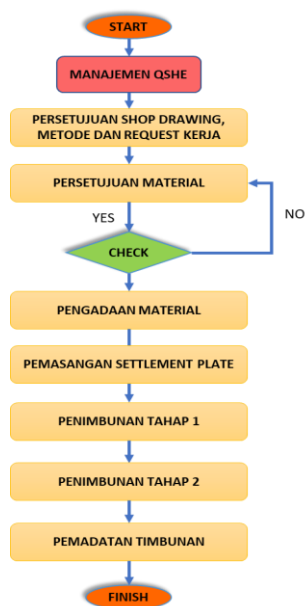 START
MANAJEMEN QSHE
PERSETUJUAN SHOP DRAWING,
METODE DAN REQUEST KERJA
PERSETUJUAN MATERIAL
YES
NO
CHECK
PENGADAAN MATERIAL
PEMASANGAN SETTLEMENT PLATE
PENIMBUNAN TAHAP 1
PENIMBUNAN TAHAP 2
PEMADATAN TIMBUNAN
FINISH